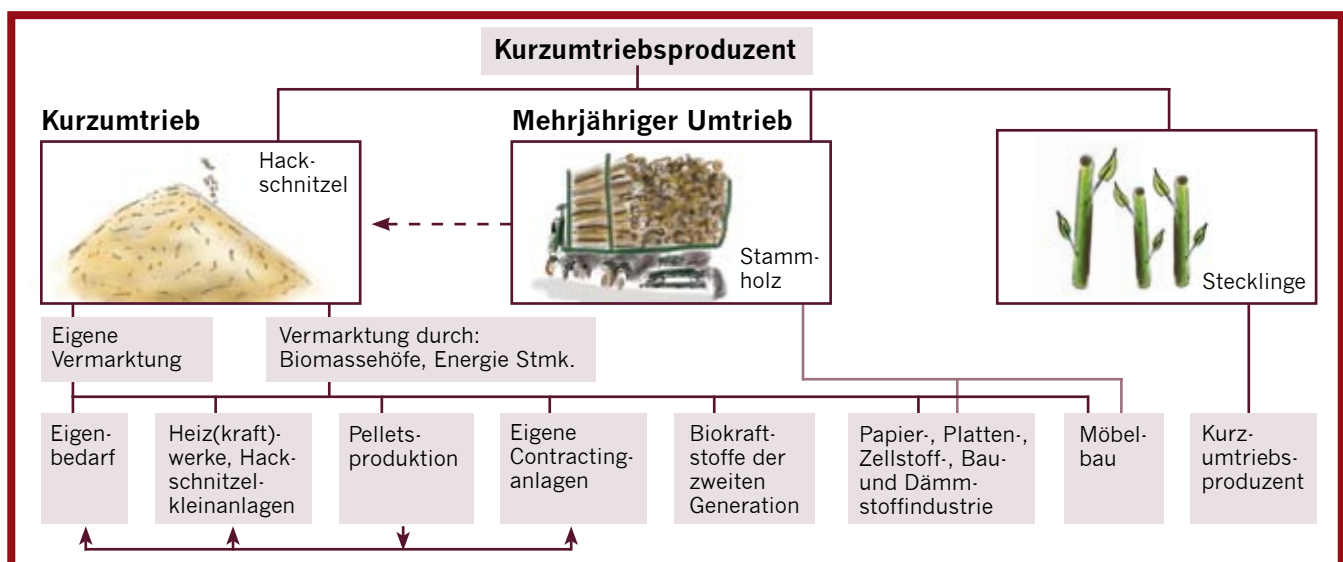 Kurzumtriebsproduzent
Kurzumtrieb
Hack-
schnitzel
Mehrjähriger Umtrieb
Stamm-
holz
Stecklinge
Eigene
Vermarktung
Vermarktung durch:
Biomassehöfe, Energie Stmk.
Eigen-
bedarf
Heiz(kraft)-
werke, Hack-
schnitzel-
kleinanlagen
Pellets-
produktion
Eigene
Contracting-
anlagen
Biokraft-
stoffe der
zweiten
Generation
Papier-, Platten-,
Zellstoff-, Bau-
und Dämm-
stoffindustrie
Möbel-
bau
Kurz-
umtriebs-
produzent